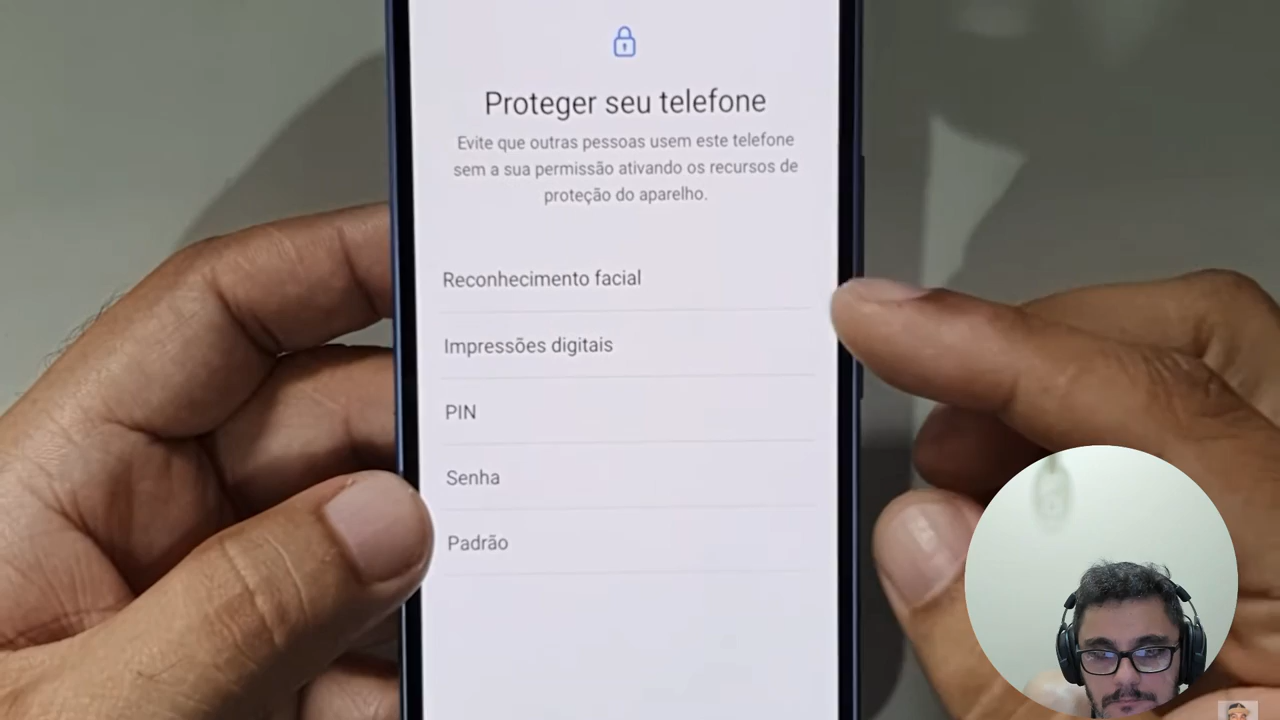 Proteger seu telefone
Evite que outras pessoas usem este telefone
sem a sua permissão ativando os recursos de
proteção do aparelho.
Reconhecimento facial
Impressões digitais
PIN
Senha
Padrão